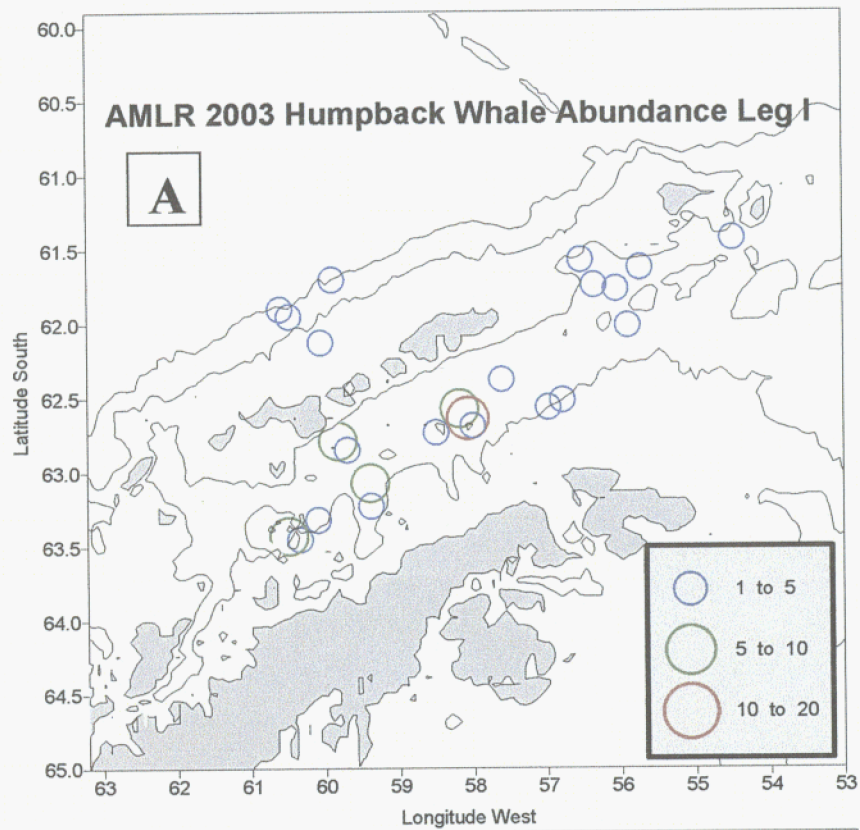 60.0
60.5
AMLR 2003 Humpback Whale Abundance Leg I
61.0
A
61.5
62.0
Latitude South
62.5
63.0
63.5
1 to 5
64.0
5 to 10
64.5
10 to 20
65.0
63 62 61 60 59 58 57 56 55 54 53
Longitude West